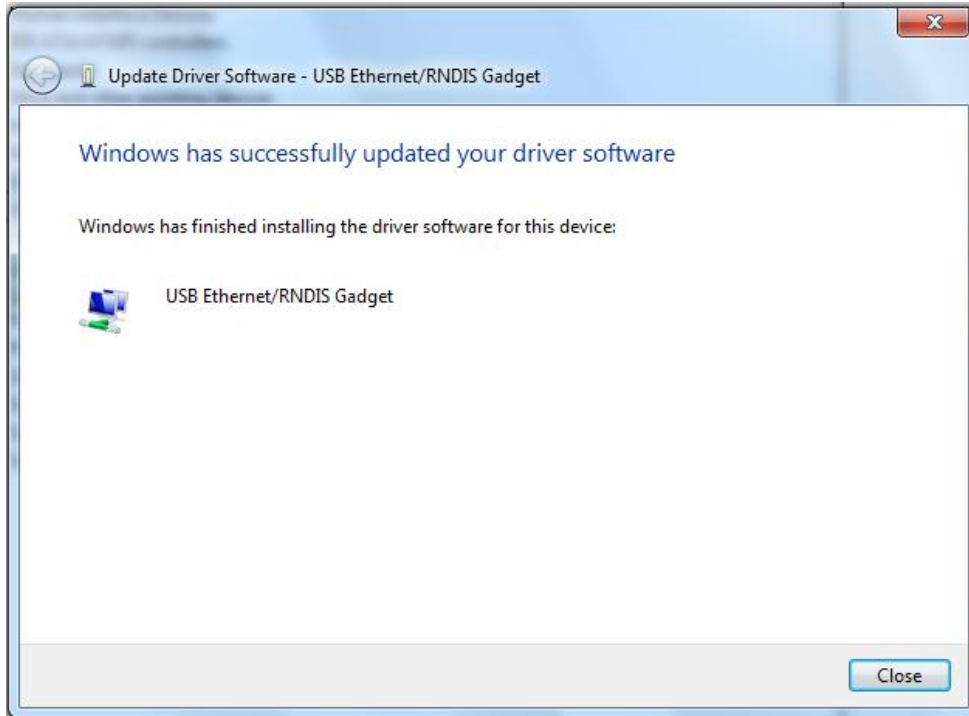 Update Driver Software - USB Ethernet/RNDIS Gadget
Windows has successfully updated your driver software
Windows has finished installing the driver software for this device:
USB Ethernet/RNDIS Gadget
Close